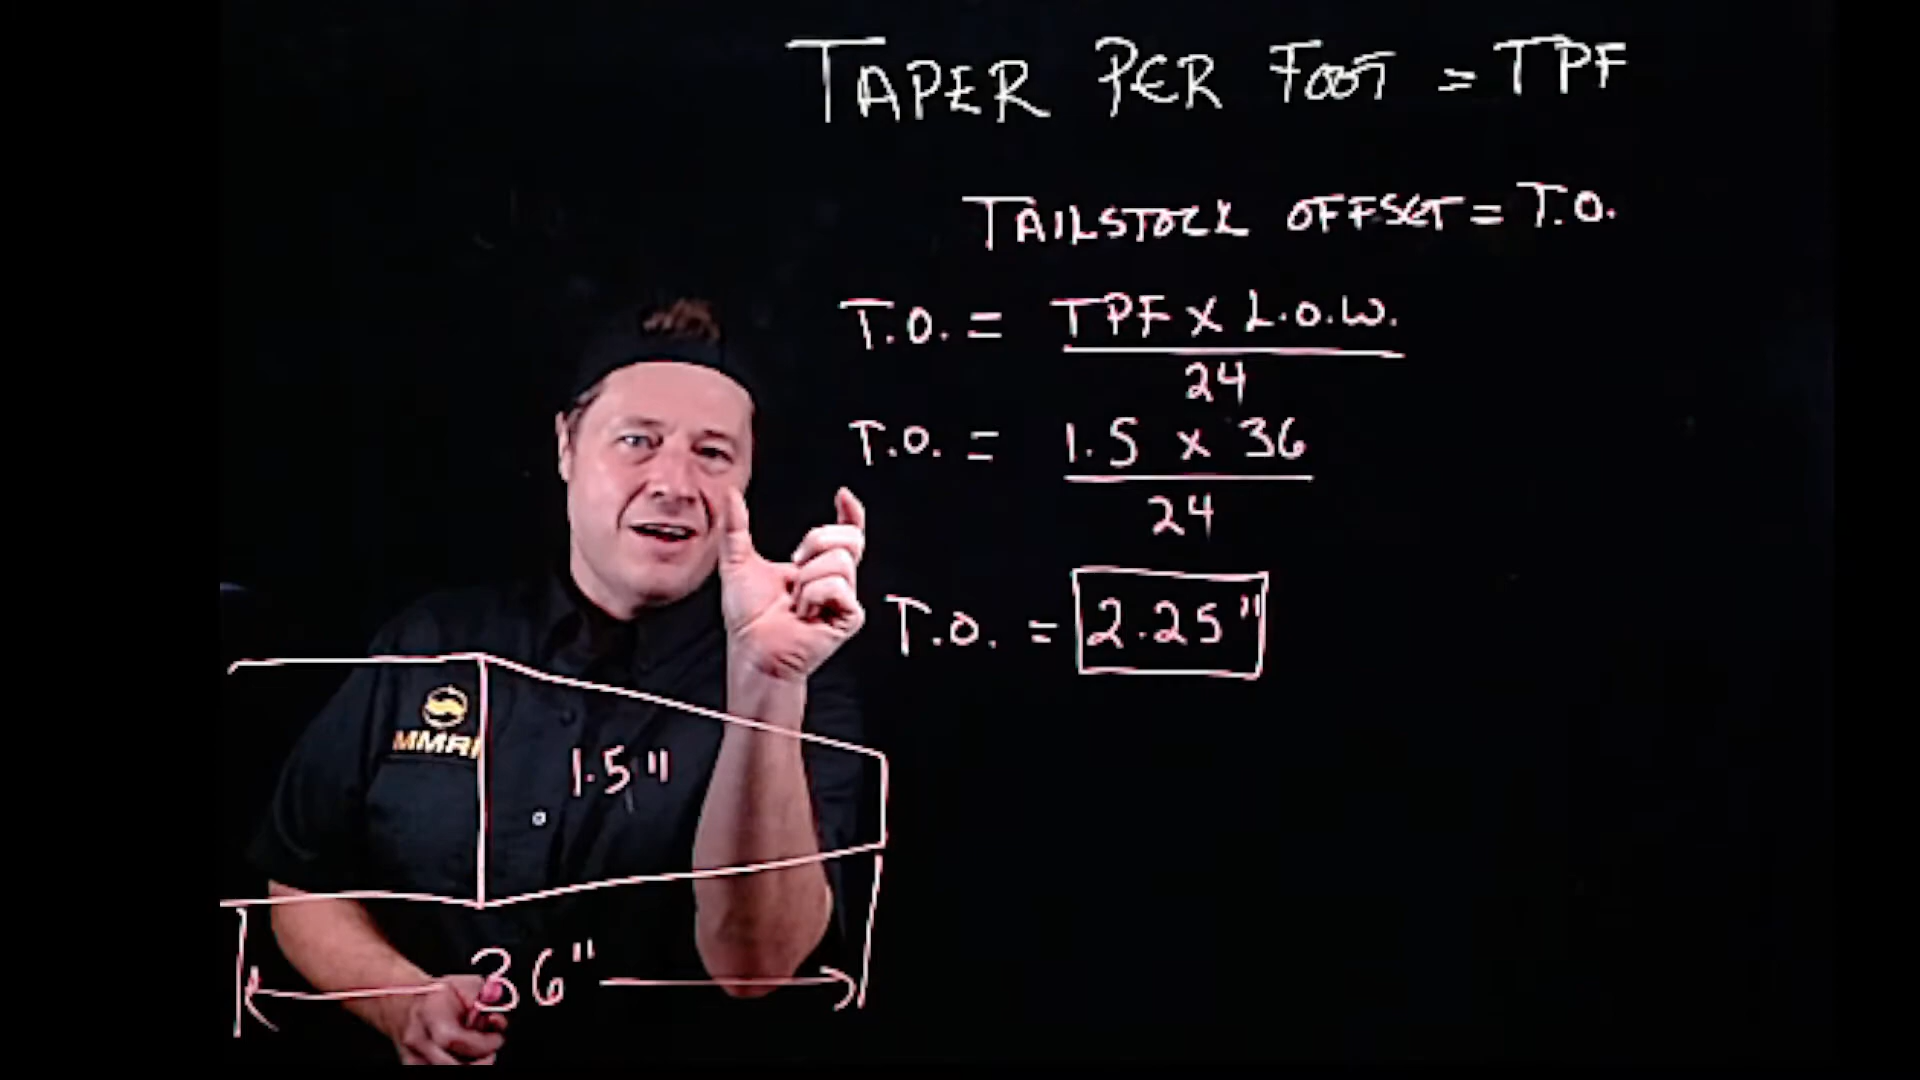 TAPER PER FOOT = TPF
TAILSTOCK OFFSET = T.O.
T.O. = TPF x L.O.W.
24
T.O. = 1.5 x 36
24
T.O. = 2.25"
MMRI
1.5"
36"